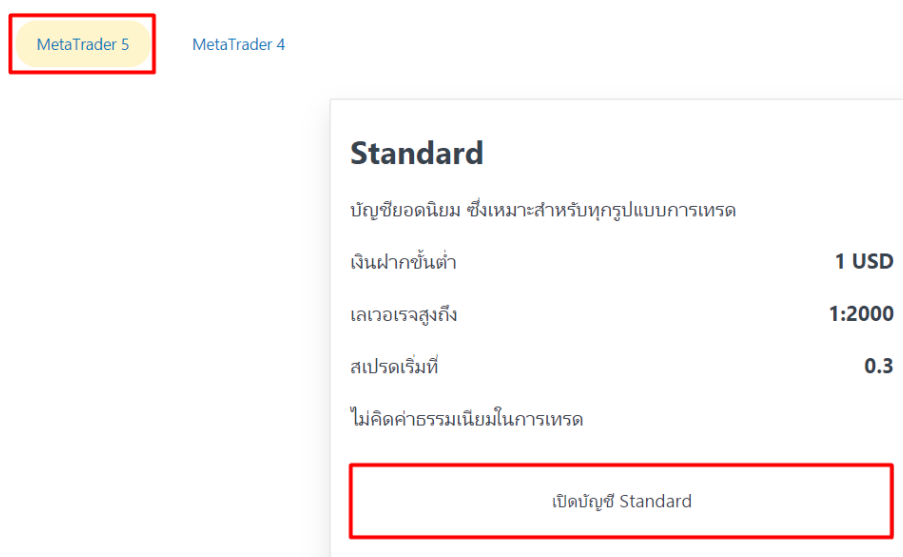 MetaTrader 5 MetaTrader 4
Standard
บัญชียอดนิยม ซึ่งเหมาะสำหรับทุกรูปแบบการเทรด
เงินฝากขั้นต่ำ 1 USD
เลเวอเรจสูงถึง 1:2000
สเปรดเริ่มที่ 0.3
ไม่คิดค่าธรรมเนียมในการเทรด
เปิดบัญชี Standard